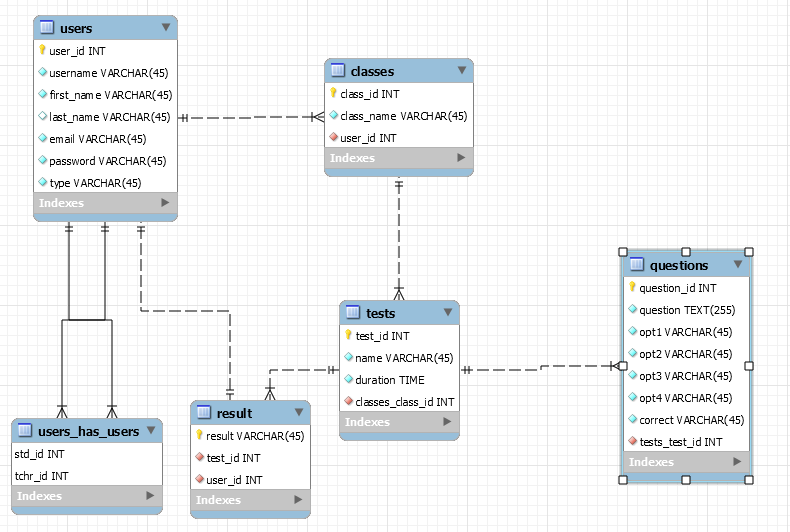 users
user_id INT
username VARCHAR(45)
first_name VARCHAR(45)
last_name VARCHAR(45)
email VARCHAR(45)
password VARCHAR(45)
type VARCHAR(45)
Indexes
classes
class_id INT
class_name VARCHAR(45)
user_id INT
Indexes
questions
question_id INT
question TEXT(255)
opt1 VARCHAR(45)
opt2 VARCHAR(45)
opt3 VARCHAR(45)
opt4 VARCHAR(45)
correct VARCHAR(45)
tests_test_id INT
Indexes
tests
test_id INT
name VARCHAR(45)
duration TIME
classes_class_id INT
Indexes
users_has_users
std_id INT
tchr_id INT
Indexes
result
result VARCHAR(45)
test_id INT
user_id INT
Indexes